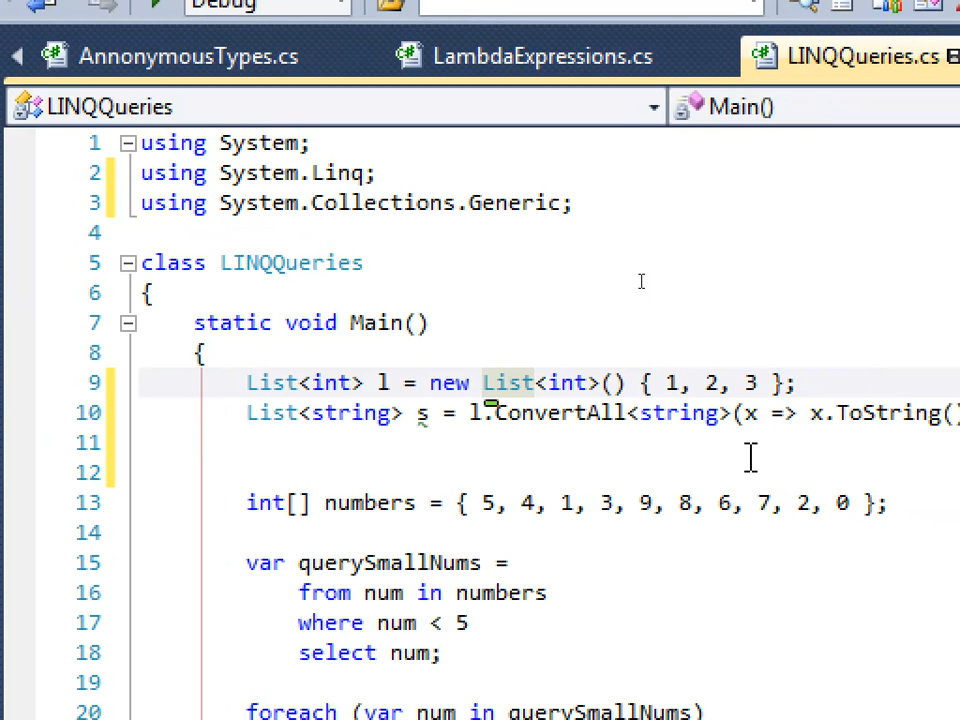 Debug
AnnonymousTypes.cs LambdaExpressions.cs LINQQueries.cs
LINQQueries Main()
1 using System;
2 using System.Linq;
3 using System.Collections.Generic;
4
5 class LINQQueries
6 {
7 static void Main()
8 {
9 List<int> l = new List<int>() { 1, 2, 3 };
10 List<string> s = l.ConvertAll<string>(x => x.ToString()
11
12
13 int[] numbers = { 5, 4, 1, 3, 9, 8, 6, 7, 2, 0 };
14
15 var querySmallNums =
16 from num in numbers
17 where num < 5
18 select num;
19
20 foreach (var num in querySmallNums)